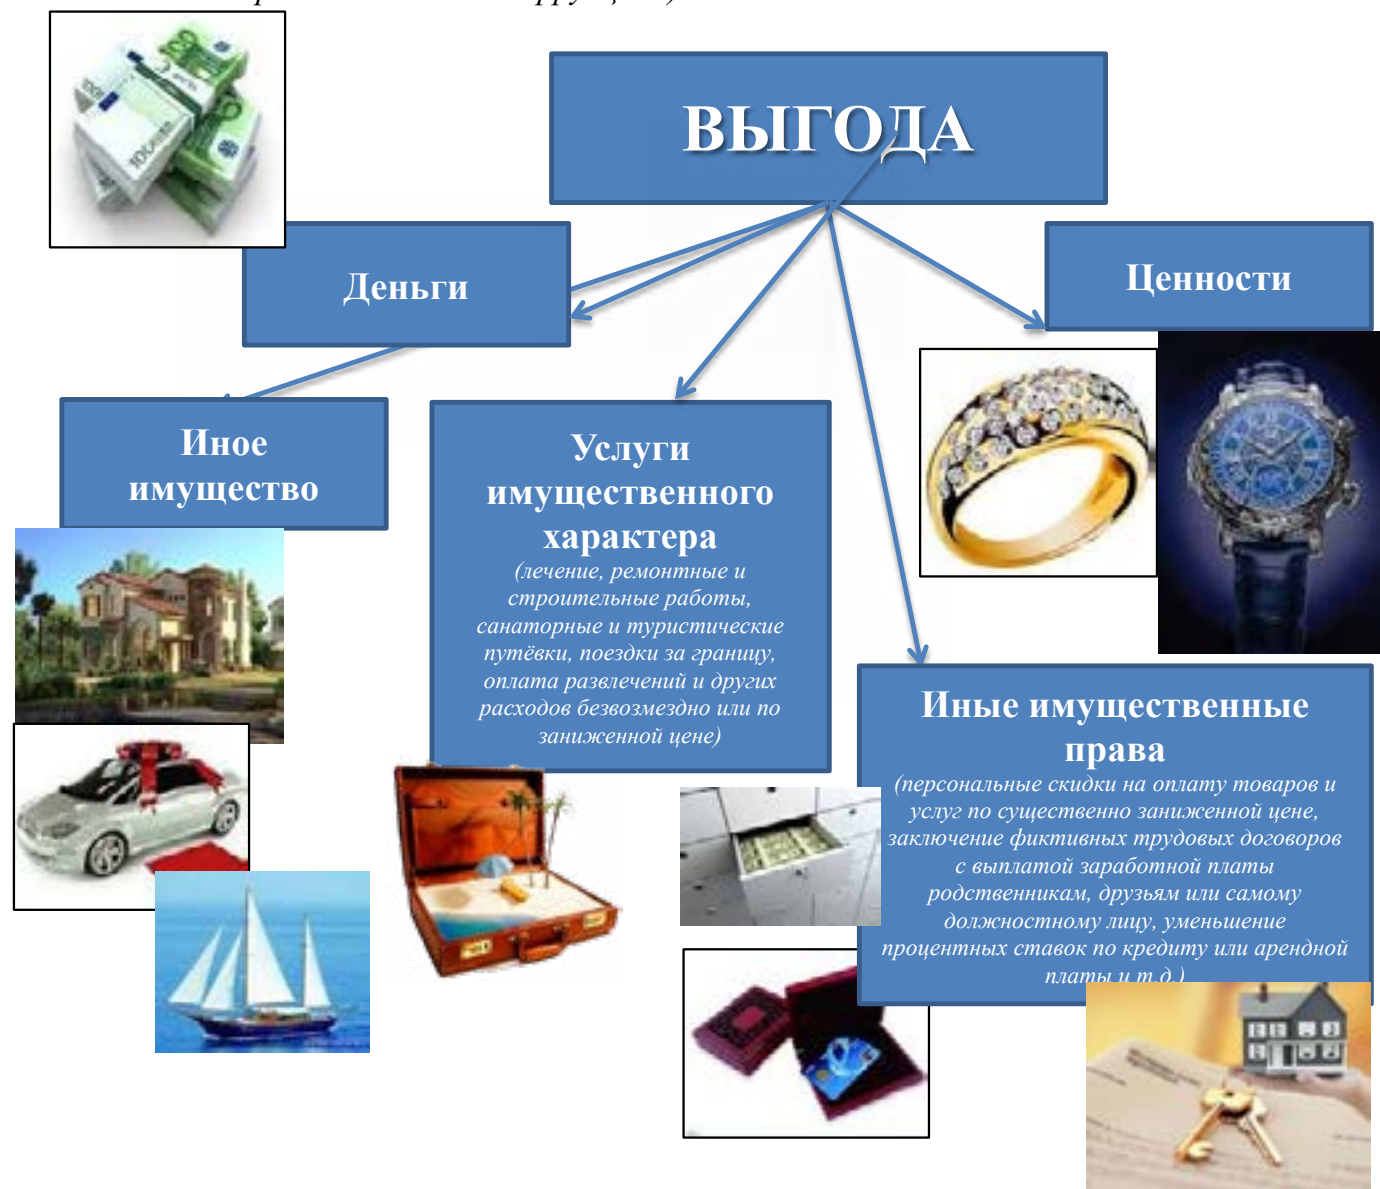 ВЫГОДА
Деньги
Ценности
Иное
имущество
Услуги
имущественного
характера
(лечение, ремонтные и
строительные работы,
санаторные и туристические
путёвки, поездки за границу,
оплата развлечений и других
расходов безвозмездно или по
заниженной цене)
Иные имущественные
права
(персональные скидки на оплату товаров и
услуг по существенно заниженной цене,
заключение фиктивных трудовых договоров
с выплатой заработной платы
родственникам, друзьям или самому
должностному лицу, уменьшение
процентных ставок по кредиту или арендной
платы и т.д.)